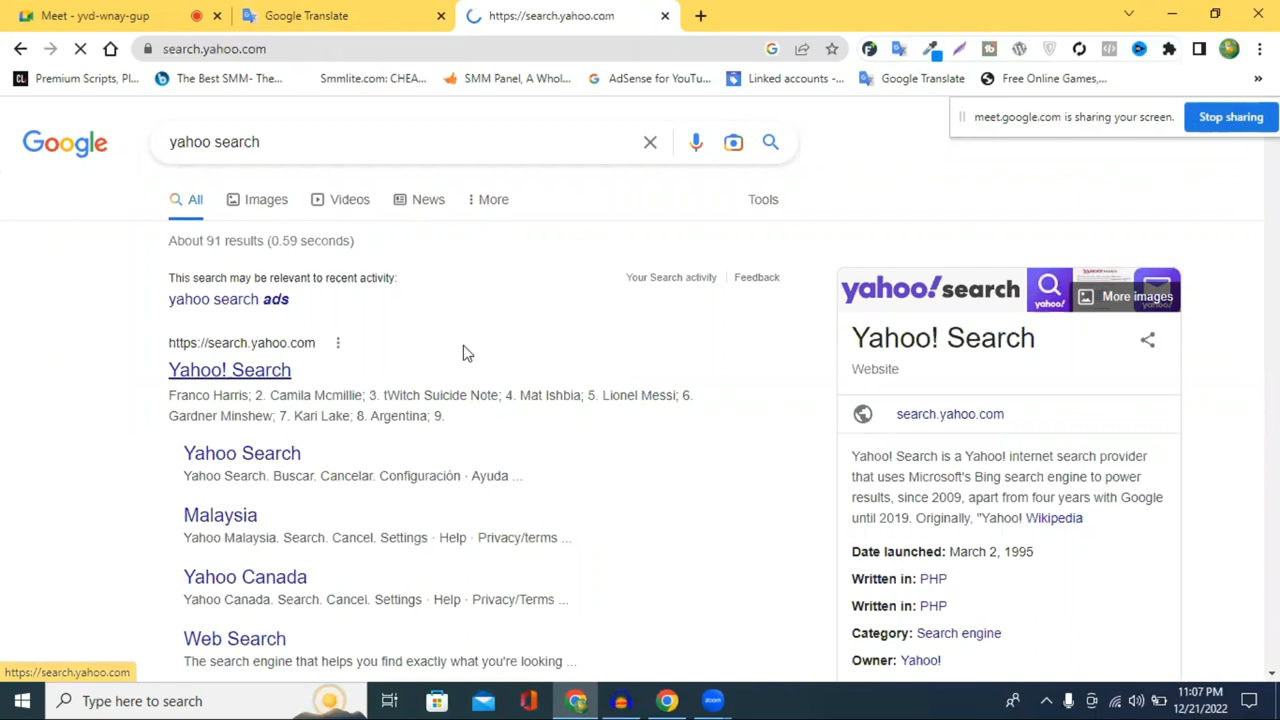 Meet - yvd-wnay-gup
Google Translate
https://search.yahoo.com
search.yahoo.com
Premium Scripts, Pl...
The Best SMM- The...
Smmlite.com: CHEA...
SMM Panel, A Whol...
AdSense for YouTu...
Linked accounts -...
Google Translate
Free Online Games,...
meet.google.com is sharing your screen.
Stop sharing
Google
yahoo search
All
Images
Videos
News
More
Tools
About 91 results (0.59 seconds)
This search may be relevant to recent activity:
Your Search activity
Feedback
yahoo search ads
https://search.yahoo.com
Yahoo! Search
Franco Harris; 2. Camila Mcmillie; 3. tWitch Suicide Note; 4. Mat Ishbia; 5. Lionel Messi; 6.
Gardner Minshew; 7. Kari Lake; 8. Argentina; 9.
Yahoo Search
Yahoo Search. Buscar. Cancelar. Configuración · Ayuda ...
Malaysia
Yahoo Malaysia. Search. Cancel. Settings · Help · Privacy/terms ...
Yahoo Canada
Yahoo Canada. Search. Cancel. Settings · Help · Privacy/Terms ...
Web Search
The search engine that helps you find exactly what you're looking ...
yahoo!search
yahoo!
More images
Yahoo! Search
Website
search.yahoo.com
Yahoo! Search is a Yahoo! internet search provider
that uses Microsoft's Bing search engine to power
results, since 2009, apart from four years with Google
until 2019. Originally, "Yahoo! Wikipedia
Date launched: March 2, 1995
Written in: PHP
Written in: PHP
Category: Search engine
Owner: Yahoo!
https://search.yahoo.com
Type here to search
zoom
11:07 PM
12/21/2022